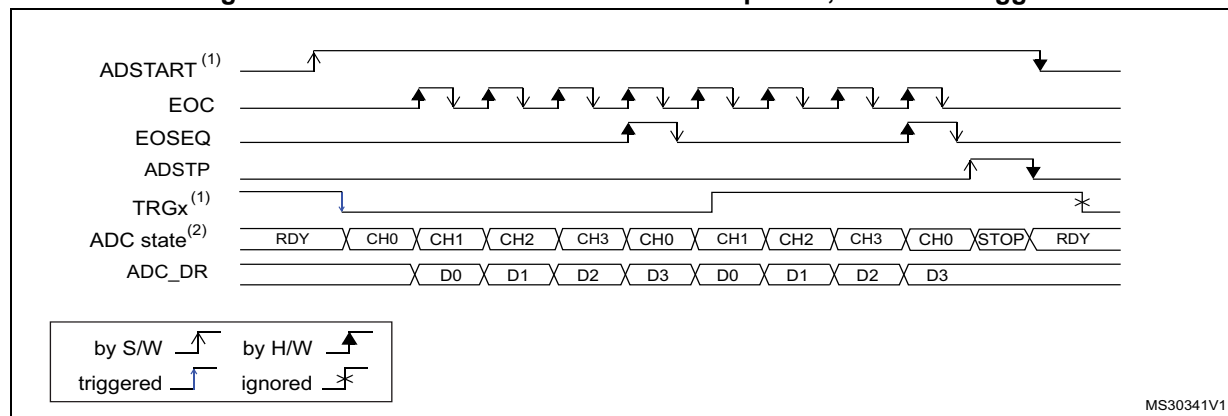 ADSTART (1)
EOC
EOSEQ
ADSTP
TRGx (1)
ADC state (2) RDY CH0 CH1 CH2 CH3 CH0 CH1 CH2 CH3 CH0 STOP RDY
ADC_DR D0 D1 D2 D3 D0 D1 D2 D3
by S/W by H/W
triggered ignored
MS30341V1